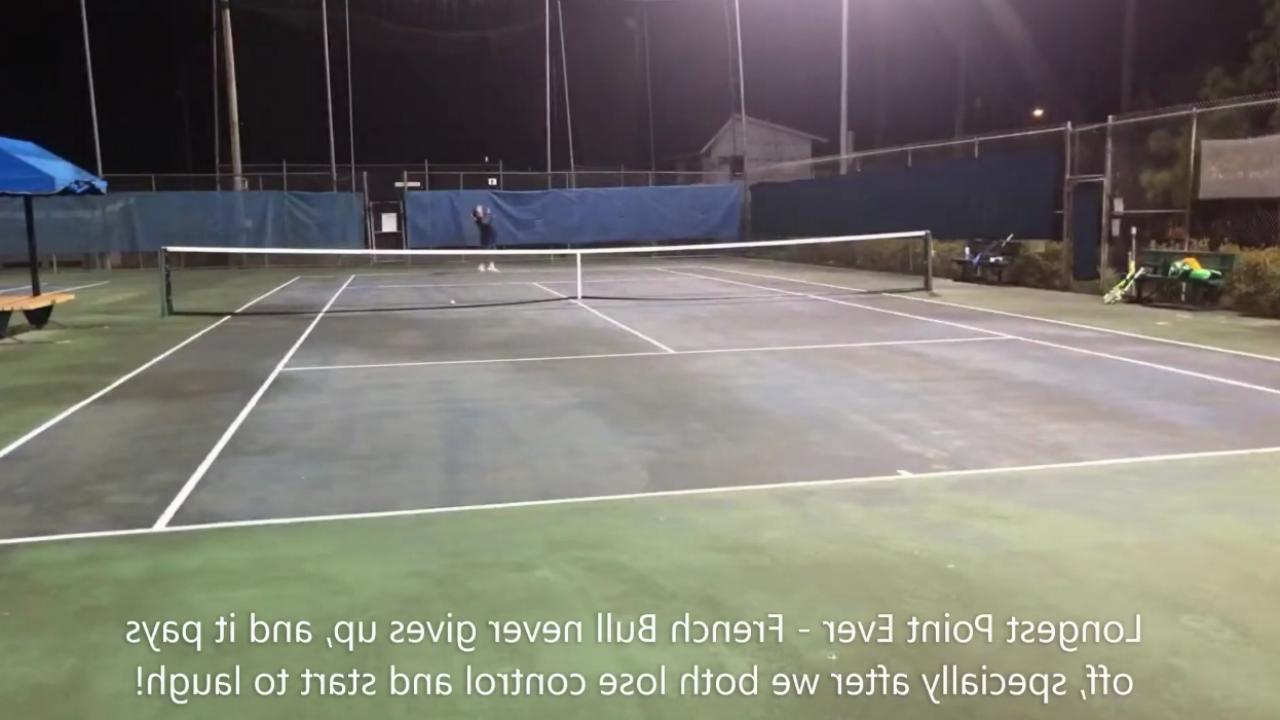 Longest Point Ever - French Bull never gives up, and it pays
off, specially after we both lose control and start to laugh!